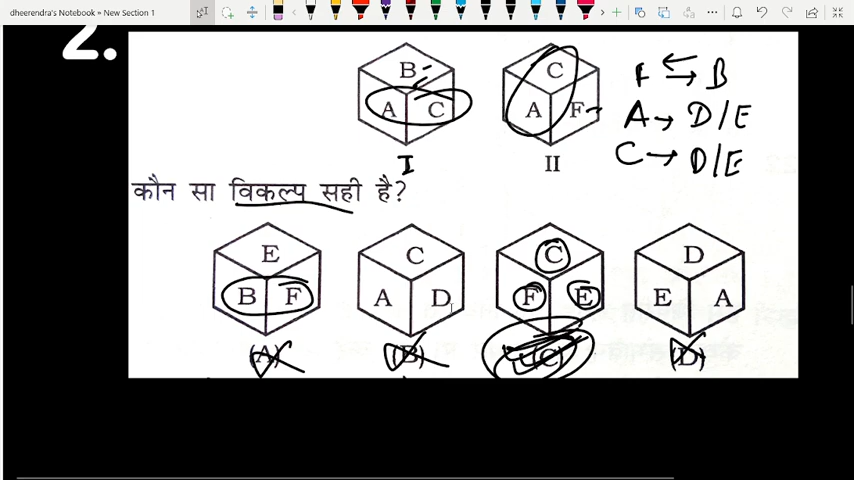 dheerendra's Notebook » New Section 1
2.
B C
A C A F
I II
F ⇄ B
A → D/E
C → D/E
कौन सा विकल्प सही है?
E C C D
B F A D F E E A
(A) (B) (C) (D)